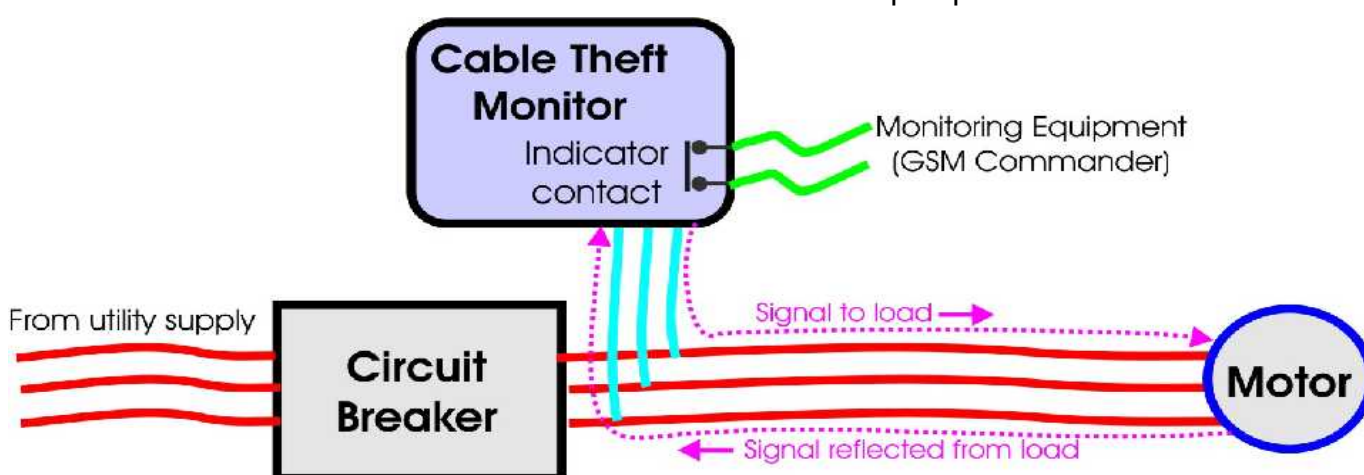 Cable Theft
Monitor
Indicator
contact
Monitoring Equipment
(GSM Commander)
From utility supply
Signal to load
Circuit
Breaker
Motor
Signal reflected from load